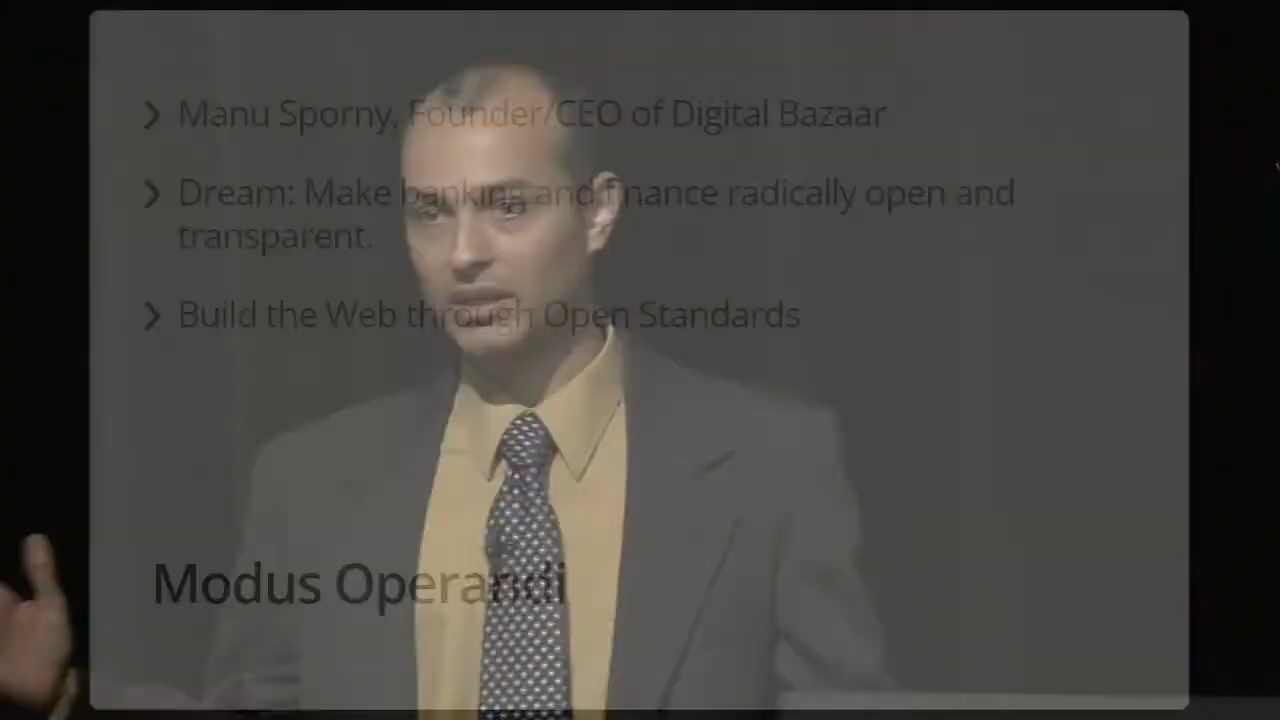 Manu Sporny, Founder/CEO of Digital Bazaar
Dream: Make banking and finance radically open and
transparent.
Build the Web through Open Standards
Modus Operandi